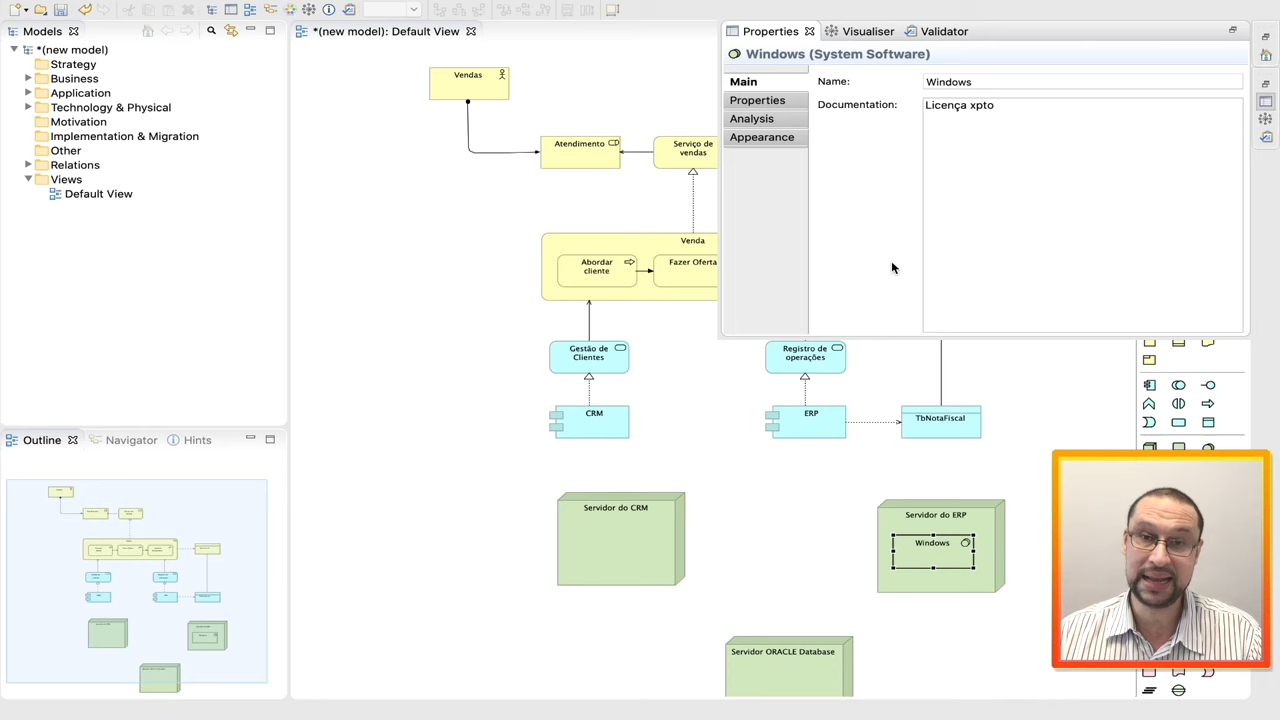 Models
*(new model): Default View
Properties
Visualiser
Validator
*(new model)
Strategy
Business
Application
Technology & Physical
Motivation
Implementation & Migration
Other
Relations
Views
Default View
Windows (System Software)
Main
Properties
Analysis
Appearance
Name:
Windows
Documentation:
Licença xpto
Vendas
Atendimento
Serviço de
vendas
Venda
Abordar
cliente
Fazer Oferta
Gestão de
Clientes
Registro de
operações
CRM
ERP
TbNotaFiscal
Servidor do CRM
Servidor do ERP
Windows
Servidor ORACLE Database
Outline
Navigator
Hints